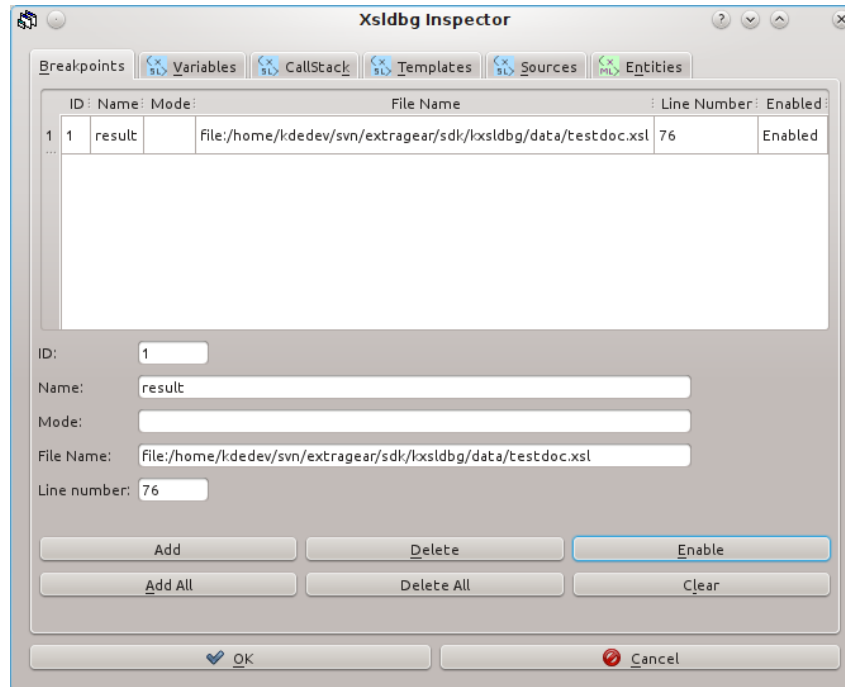 Xsldbg Inspector
Breakpoints Variables CallStack Templates Sources Entities
ID Name Mode File Name Line Number Enabled
1 1 result file:/home/kdedev/svn/extragear/sdk/kxsldbg/data/testdoc.xsl 76 Enabled
ID: 1
Name: result
Mode:
File Name: file:/home/kdedev/svn/extragear/sdk/kxsldbg/data/testdoc.xsl
Line number: 76
Add Delete Enable
Add All Delete All Clear
OK Cancel